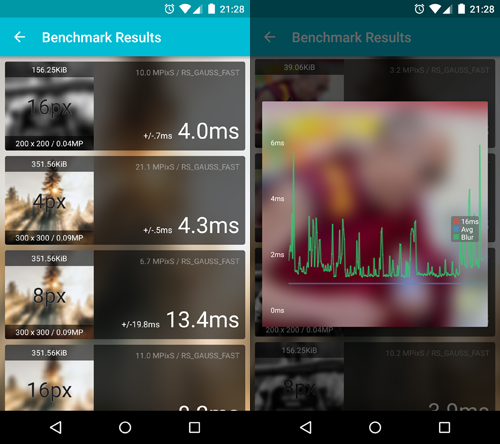 21:28
Benchmark Results
156.25KiB
10.0 MPixS / RS_GAUSS_FAST
16px
+/-.7ms 4.0ms
200 x 200 / 0.04MP
351.56KiB
21.1 MPixS / RS_GAUSS_FAST
4px
+/-.5ms 4.3ms
300 x 300 / 0.09MP
351.56KiB
6.7 MPixS / RS_GAUSS_FAST
8px
+/-19.8ms 13.4ms
300 x 300 / 0.09MP
351.56KiB
11.0 MPixS / RS_GAUSS_FAST
16px
21:28
Benchmark Results
39.06KiB
3.2 MPixS / RS_GAUSS_FAST
6ms
4ms
2ms
0ms
16ms
Avg
Blur
200 x 200 / 0.04MP
156.25KiB
10.2 MPixS / RS_GAUSS_FAST
8px